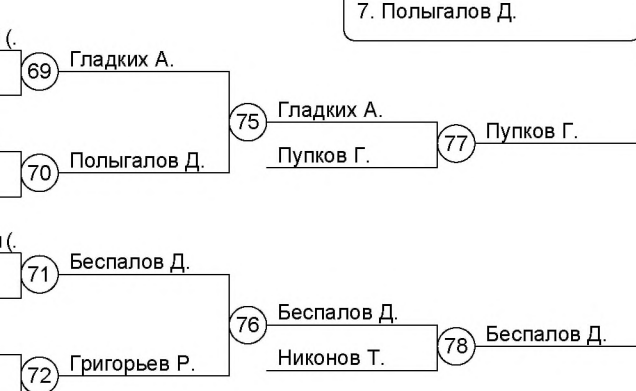 7. Полыгалов Д.
(.
69 Гладких А.
75 Гладких А.
77 Пупков Г.
Пупков Г.
70 Полыгалов Д.
(.
71 Беспалов Д.
76 Беспалов Д.
78 Беспалов Д.
Никонов Т.
72 Григорьев Р.